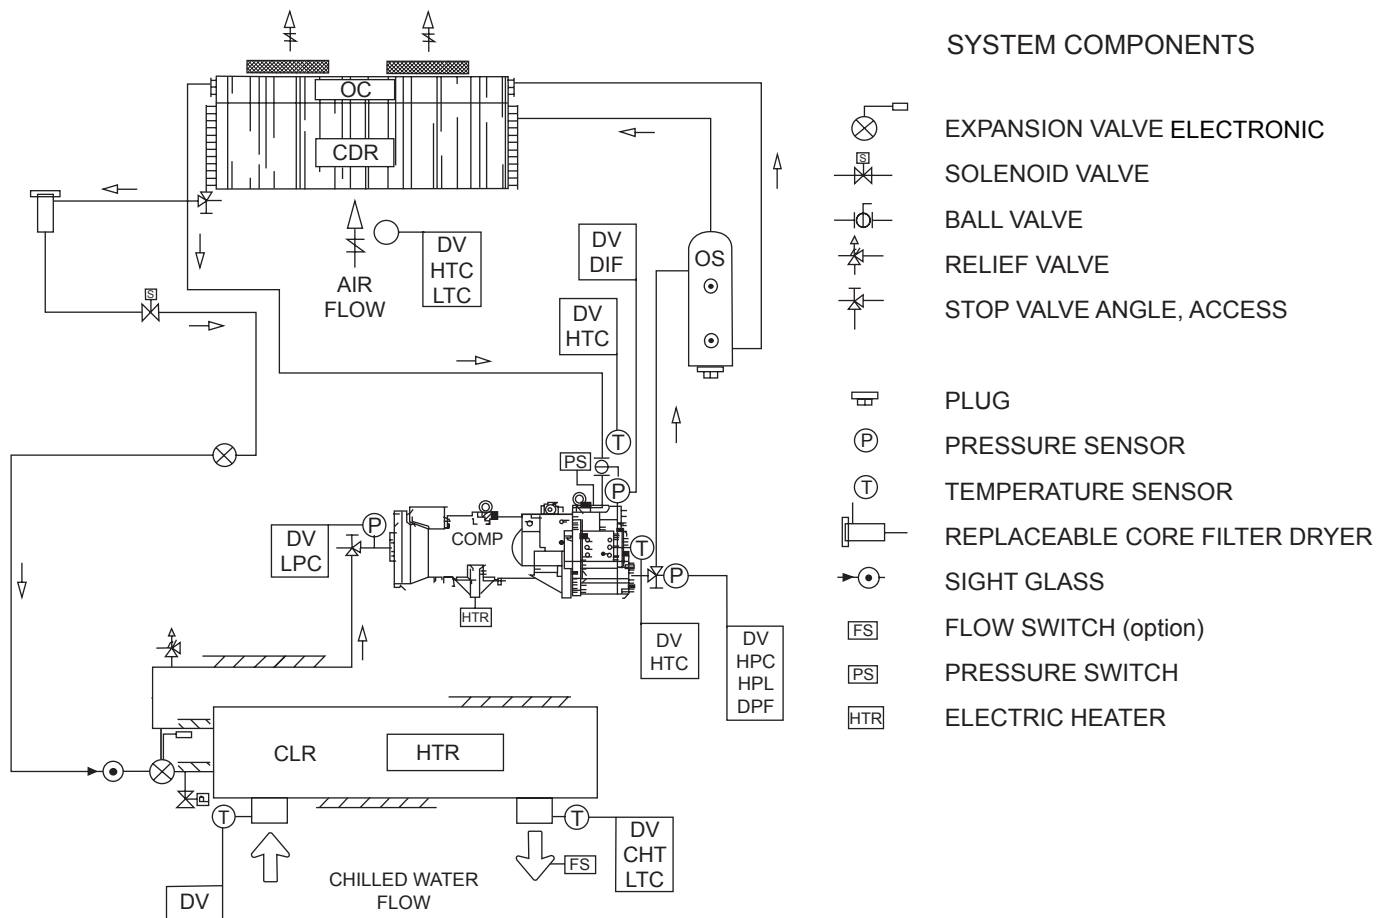 SYSTEM COMPONENTS
EXPANSION VALVE ELECTRONIC
S
SOLENOID VALVE
BALL VALVE
RELIEF VALVE
STOP VALVE ANGLE, ACCESS
PLUG
P
PRESSURE SENSOR
T
TEMPERATURE SENSOR
REPLACEABLE CORE FILTER DRYER
SIGHT GLASS
FS
FLOW SWITCH (option)
PS
PRESSURE SWITCH
HTR
ELECTRIC HEATER
OC
CDR
AIR
FLOW
DV
HTC
LTC
DV
DIF
DV
HTC
OS
S
T
PS
P
DV
LPC
P
COMP
HTR
T
P
DV
HTC
DV
HPC
HPL
DPF
CLR
HTR
P
T
T
DV
CHT
LTC
FS
DV
CHILLED WATER
FLOW